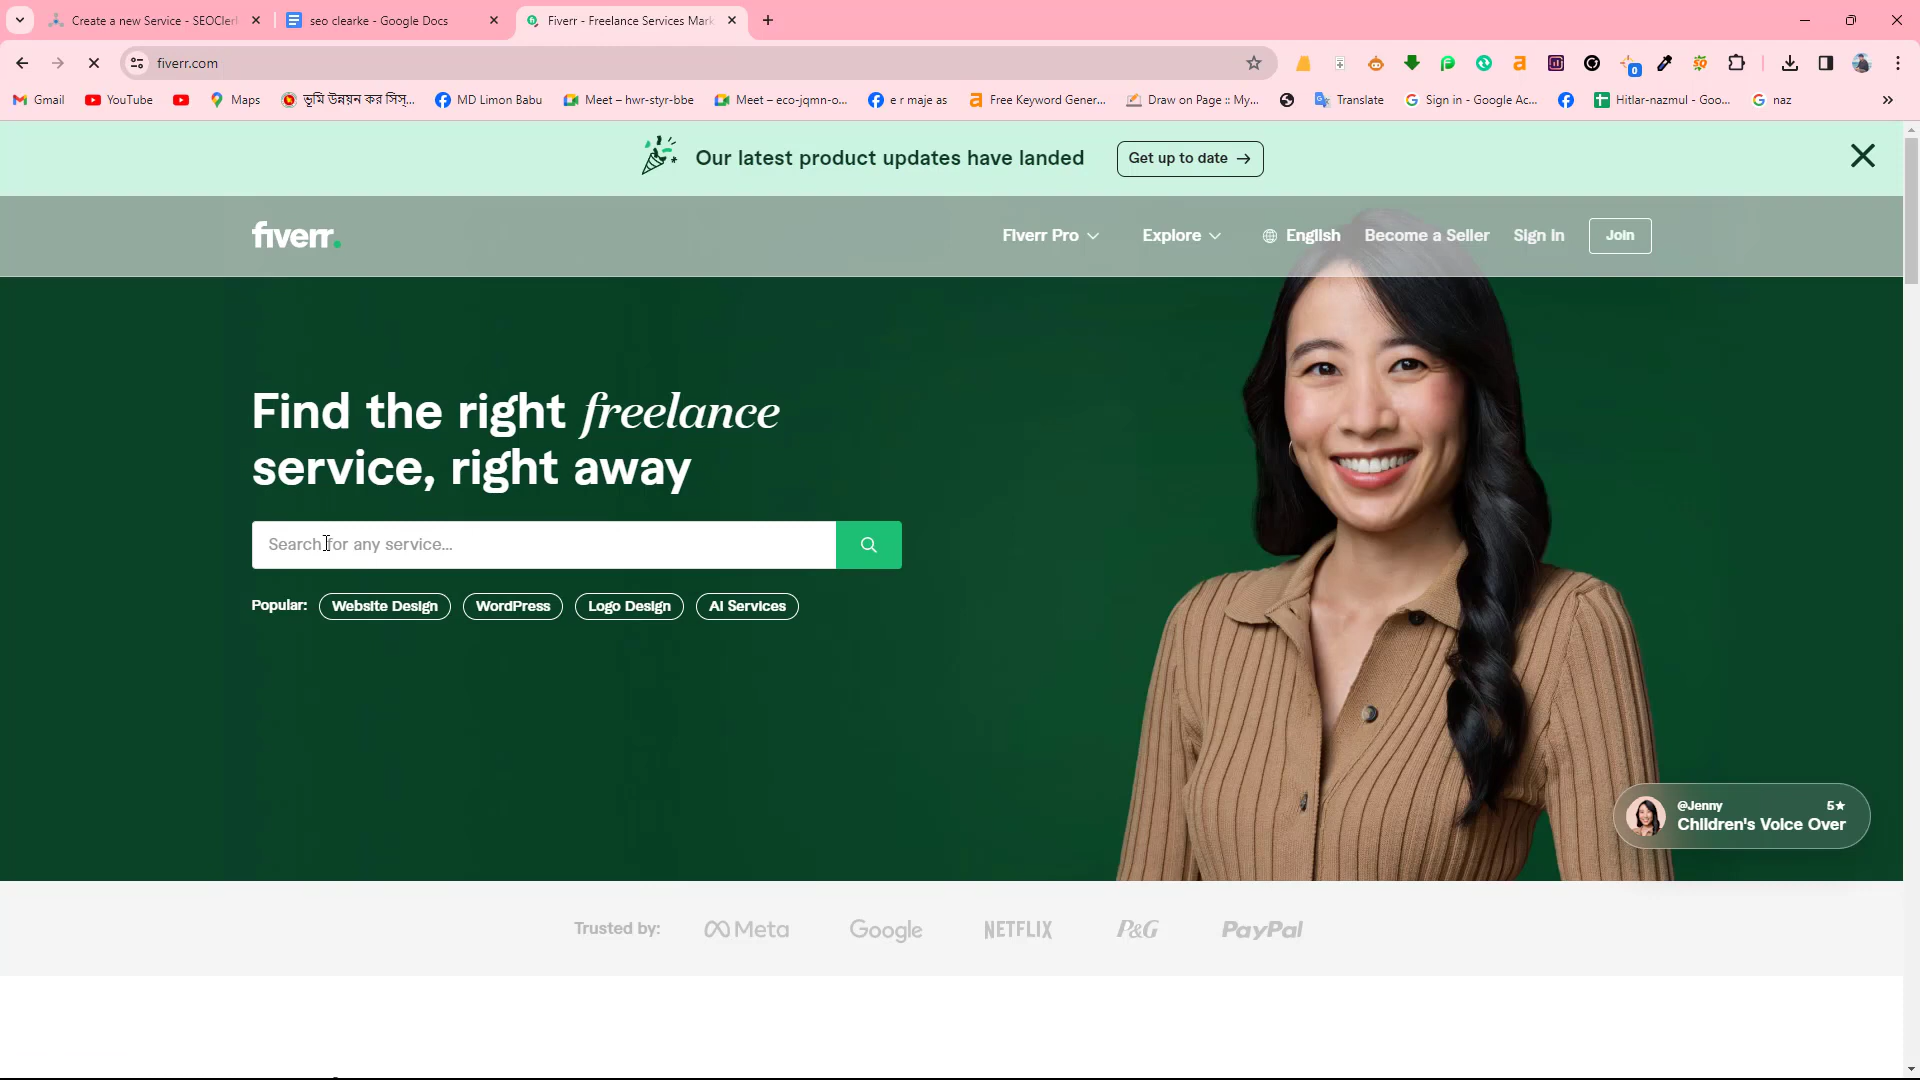 Create a new Service - SEOCler
seo clearke - Google Docs
Fiverr - Freelance Services Mark
fiverr.com
0
Gmail
YouTube
Maps
ভূমি উন্নয়ন কর সিস্...
MD Limon Babu
Meet – hwr-styr-bbe
Meet – eco-jqmn-o...
e r maje as
Free Keyword Gener...
Draw on Page :: My...
Translate
Sign in - Google Ac...
Hitlar-nazmul - Goo...
naz
Our latest product updates have landed
Get up to date →
fiverr.
Fiverr Pro
Explore
English
Become a Seller
Sign In
Join
Find the right freelance
service, right away
Search for any service...
Popular:
Website Design
WordPress
Logo Design
AI Services
@Jenny
5★
Children's Voice Over
Trusted by:
Meta
Google
NETFLIX
P&G
PayPal